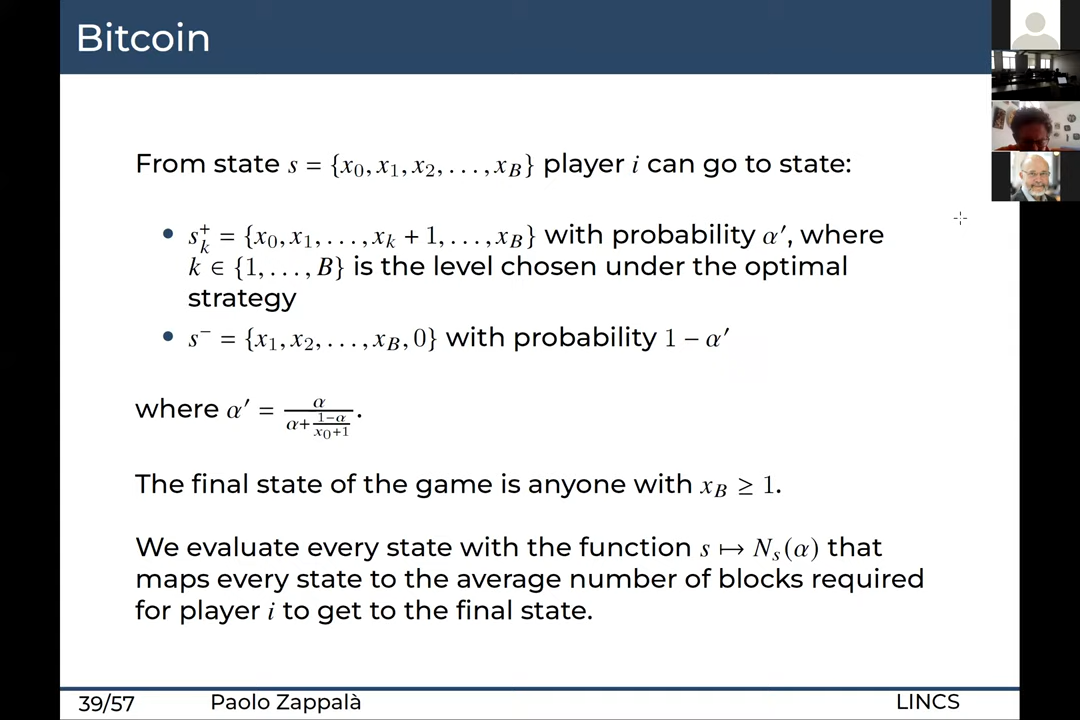 Bitcoin
From state s = {x₀, x₁, x₂, . . . , x_B} player i can go to state:
• s_k^+ = {x₀, x₁, . . . , x_k + 1, . . . , x_B} with probability α′, where
k ∈ {1, . . . , B} is the level chosen under the optimal
strategy
• s⁻ = {x₁, x₂, . . . , x_B, 0} with probability 1 − α′
where α′ = \frac{α}{α+\frac{1−α}{x₀+1}}.
The final state of the game is anyone with x_B ≥ 1.
We evaluate every state with the function s ↦ N_s(α) that
maps every state to the average number of blocks required
for player i to get to the final state.
39/57 Paolo Zappalà LINCS